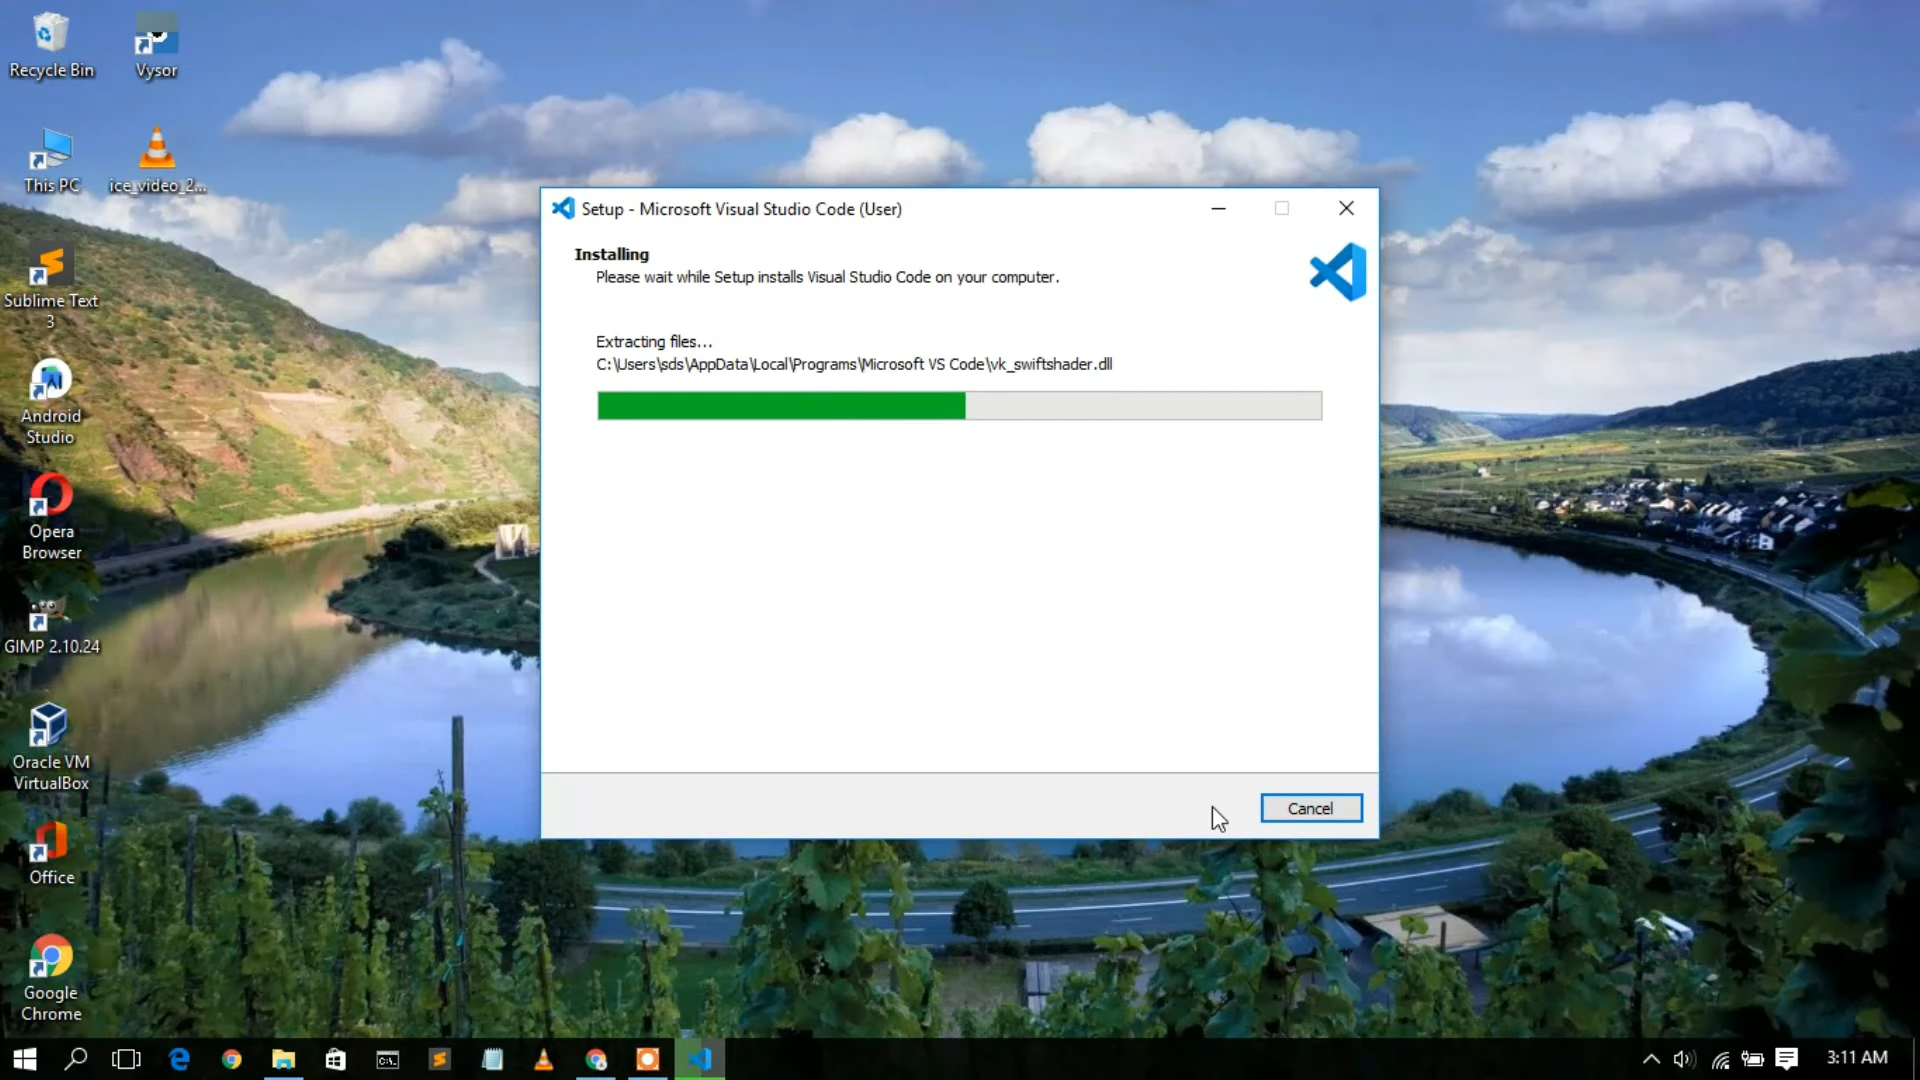 Recycle Bin
Vysor
This PC
ice_video_2...
Sublime Text
3
Android
Studio
Opera
Browser
GIMP 2.10.24
Oracle VM
VirtualBox
Office
Google
Chrome
Setup - Microsoft Visual Studio Code (User)
Installing
Please wait while Setup installs Visual Studio Code on your computer.
Extracting files...
C:\Users\sds\AppData\Local\Programs\Microsoft VS Code\vk_swiftshader.dll
Cancel
3:11 AM